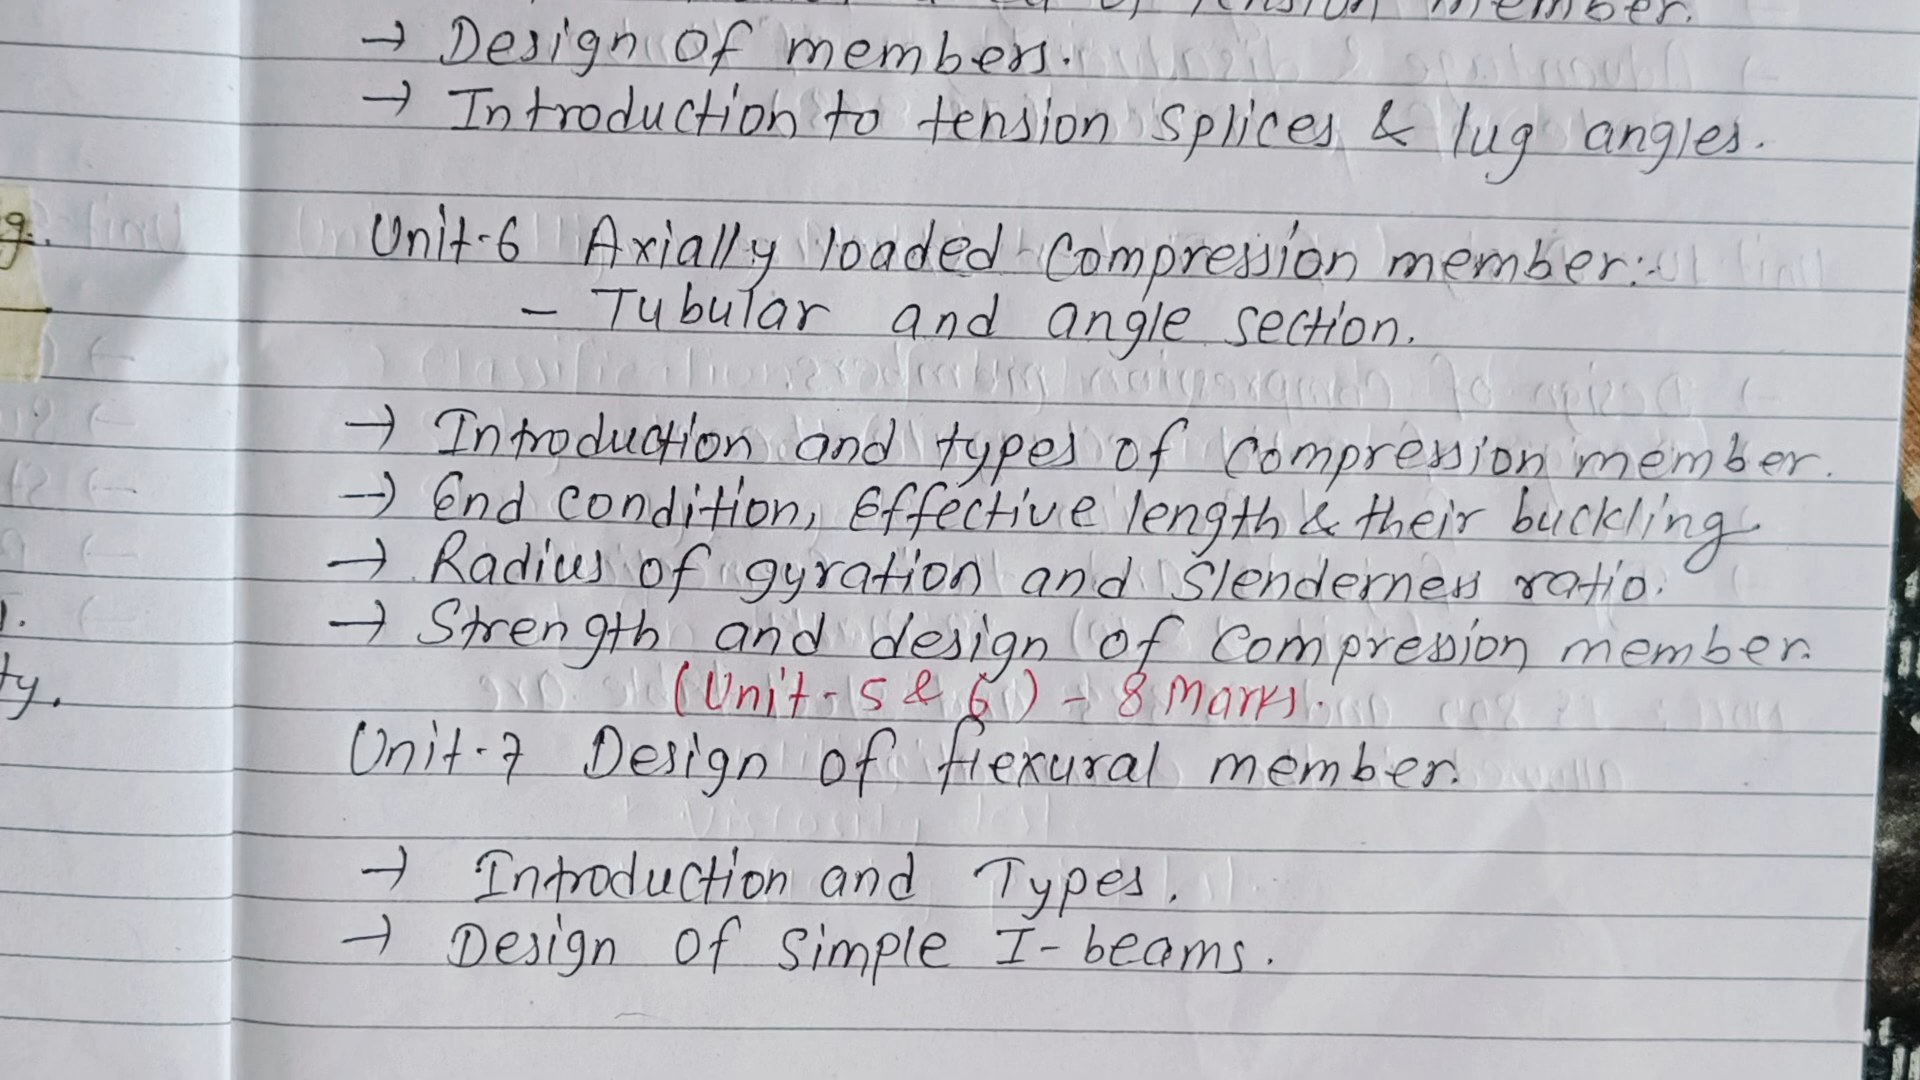 tension member.
→ Design of members.
→ Introduction to tension splices & lug angles.
Unit-6 Axially loaded compression member:-
- Tubular and angle section.
→ Introduction and types of compression member.
→ End condition, Effective length & their buckling
→ Radius of gyration and slenderness ratio.
→ Strength and design of compression member.
(Unit-5 & 6) - 8 Marks.
Unit-7 Design of flexural member.
→ Introduction and Types.
→ Design of simple I-beams.